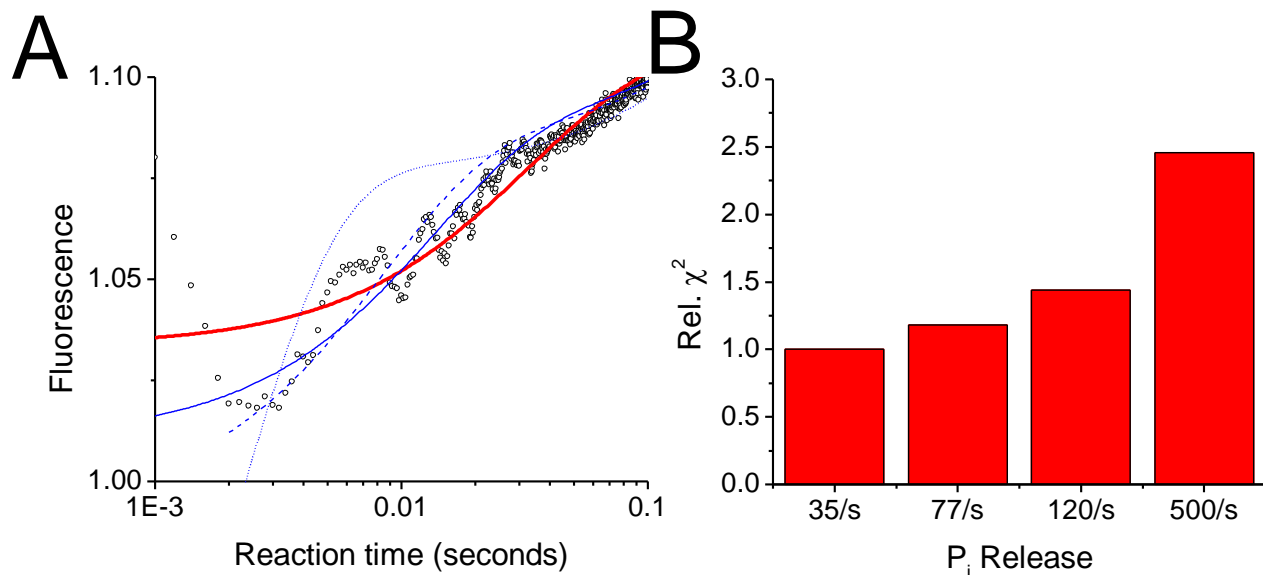 A
1.10
1.05
1.00
Fluorescence
1E-3
0.01
0.1
Reaction time (seconds)
B
3.0
2.5
2.0
1.5
1.0
0.5
0.0
Rel. χ²
35/s
77/s
120/s
500/s
Pᵢ Release